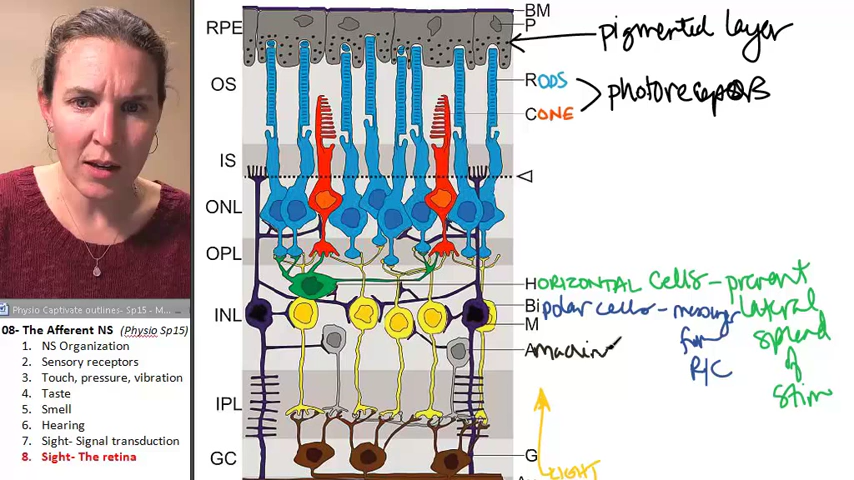 RPE
OS
IS
ONL
OPL
INL
IPL
GC
BM
P
RODS
CONE
HORIZONTAL cells - prevent
lateral
spread
of
stim
Bipolar cells - messenger
from
R/C
M
Amacrine
G
LIGHT
pigmented layer
photoreceptors
Physio Captivate outlines- Sp15 - M...
08- The Afferent NS (Physio Sp15)
1. NS Organization
2. Sensory receptors
3. Touch, pressure, vibration
4. Taste
5. Smell
6. Hearing
7. Sight- Signal transduction
8. Sight- The retina